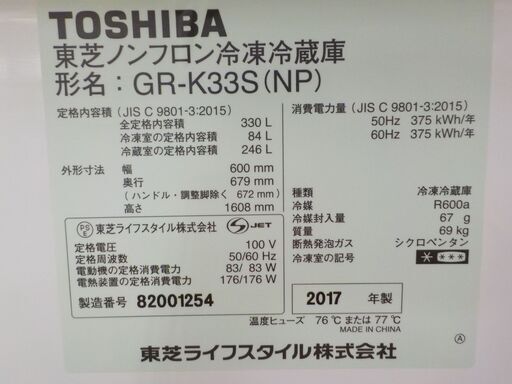 TOSHIBA
東芝ノンフロン冷凍冷蔵庫
形名：GR-K33S(NP)
定格内容積（JIS C 9801-3:2015）
全定格内容積 330 L
冷凍室の定格内容積 84 L
冷蔵室の定格内容積 246 L
外形寸法 幅 600 mm
奥行 679 mm
（ハンドル・調整脚除く 672 mm）
高さ 1608 mm
消費電力量（JIS C 9801-3:2015）
50Hz 375 kWh/年
60Hz 375 kWh/年
種類 冷凍冷蔵庫
冷媒 R600a
冷媒封入量 67 g
質量 69 kg
断熱発泡ガス シクロペンタン
冷凍室の記号 * ***
PS E 東芝ライフスタイル株式会社 S JET
定格電圧 100 V
定格周波数 50/60 Hz
電動機の定格消費電力 83/ 83 W
電熱装置の定格消費電力 176/176 W
製造番号 82001254
2017 年製
温度ヒューズ 76 ℃ または 77 ℃
MADE IN CHINA
東芝ライフスタイル株式会社
A